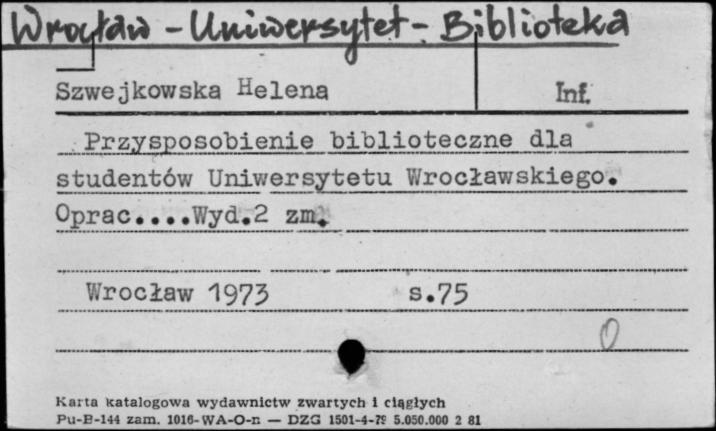 Wrocław - Uniwersytet - Biblioteka
Szwejkowska Helena Inf.
Przysposobienie biblioteczne dla
studentów Uniwersytetu Wrocławskiego.
Oprac....Wyd.2 zm.
Wrocław 1973 s.75
0
Karta katalogowa wydawnictw zwartych i ciągłych
Pu-B-144 zam. 1016-WA-O-n — DZG 1501-4-79 5.050.000 2 81